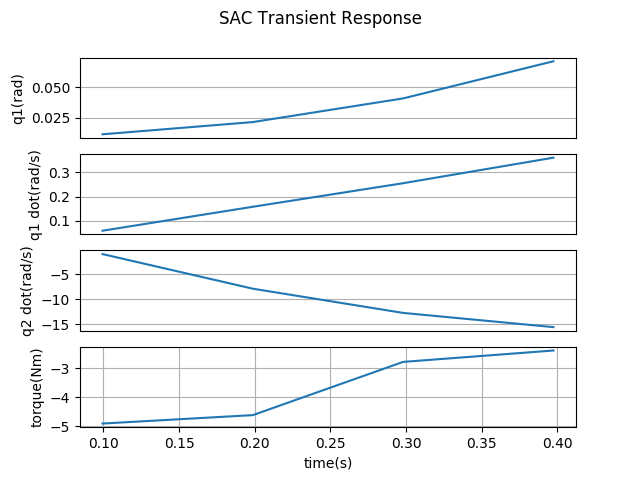 SAC Transient Response
q1(rad)
0.050
0.025
q1 dot(rad/s)
0.3
0.2
0.1
q2 dot(rad/s)
−5
−10
−15
torque(Nm)
−3
−4
−5
0.10 0.15 0.20 0.25 0.30 0.35 0.40
time(s)